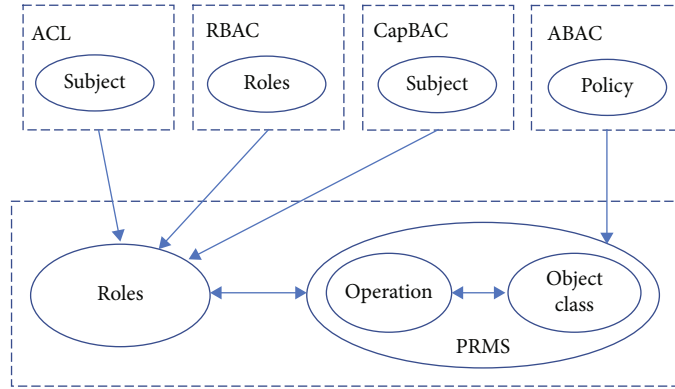 ACL
RBAC
CapBAC
ABAC
Subject
Roles
Subject
Policy
Roles
Operation
Object
class
PRMS